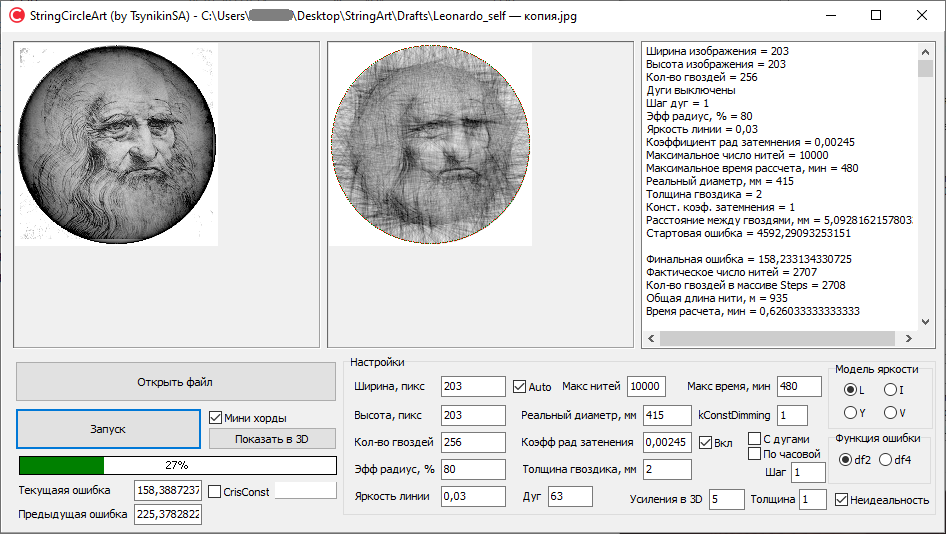 StringCircleArt (by TsynikinSA) - C:\Users\ \Desktop\StringArt\Drafts\Leonardo_self — копия.jpg
Ширина изображения = 203
Высота изображения = 203
Кол-во гвоздей = 256
Дуги выключены
Шаг дуг = 1
Эфф радиус, % = 80
Яркость линии = 0,03
Коэффициент рад затемнения = 0,00245
Максимальное число нитей = 10000
Максимальное время рассчета, мин = 480
Реальный диаметр, мм = 415
Толщина гвоздика = 2
Конст. коэф. затемнения = 1
Расстояние между гвоздями, мм = 5,0928162157803
Стартовая ошибка = 4592,29093253151
Финальная ошибка = 158,233134330725
Фактическое число нитей = 2707
Кол-во гвоздей в массиве Steps = 2708
Общая длина нити, м = 935
Время расчета, мин = 0,626033333333333
Открыть файл
Запуск
Мини хорды
Показать в 3D
27%
Текущаяя ошибка 158,3887237
CrisConst
Предыдущая ошибка 225,3782822
Настройки
Ширина, пикс 203 Auto Макс нитей 10000 Макс время, мин 480
Высота, пикс 203 Реальный диаметр, мм 415 kConstDimming 1
Кол-во гвоздей 256 Коэфф рад затенения 0,00245 Вкл
С дугами
По часовой
Эфф радиус, % 80 Толщина гвоздика, мм 2 Шаг 1
Яркость линии 0,03 Дуг 63 Усиления в 3D 5 Толщина 1 Неидеальность
Модель яркости
L I
Y V
Функция ошибки
df2 df4